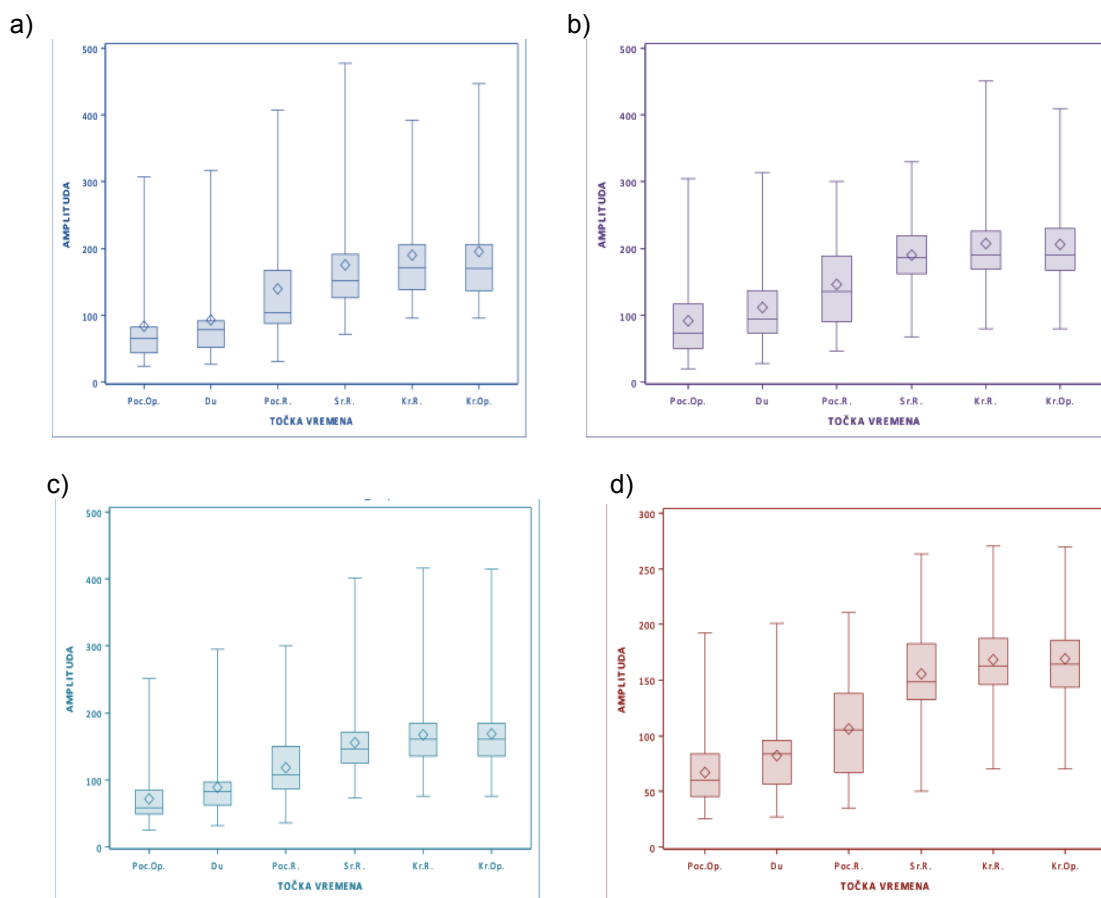 a)
500
400
300
200
100
0
AMPLITUDA
Poc.Op. Du Poc.R. Sr.R. Kr.R. Kr.Op.
TOČKA VREMENA
b)
500
400
300
200
100
0
AMPLITUDA
Poc.Op. Du Poc.R. Sr.R. Kr.R. Kr.Op.
TOČKA VREMENA
c)
500
400
300
200
100
0
AMPLITUDA
Poc.Op. Du Poc.R. Sr.R. Kr.R. Kr.Op.
TOČKA VREMENA
d)
300
250
200
150
100
50
0
AMPLITUDA
Poc.Op. Du Poc.R. Sr.R. Kr.R. Kr.Op.
TOČKA VREMENA